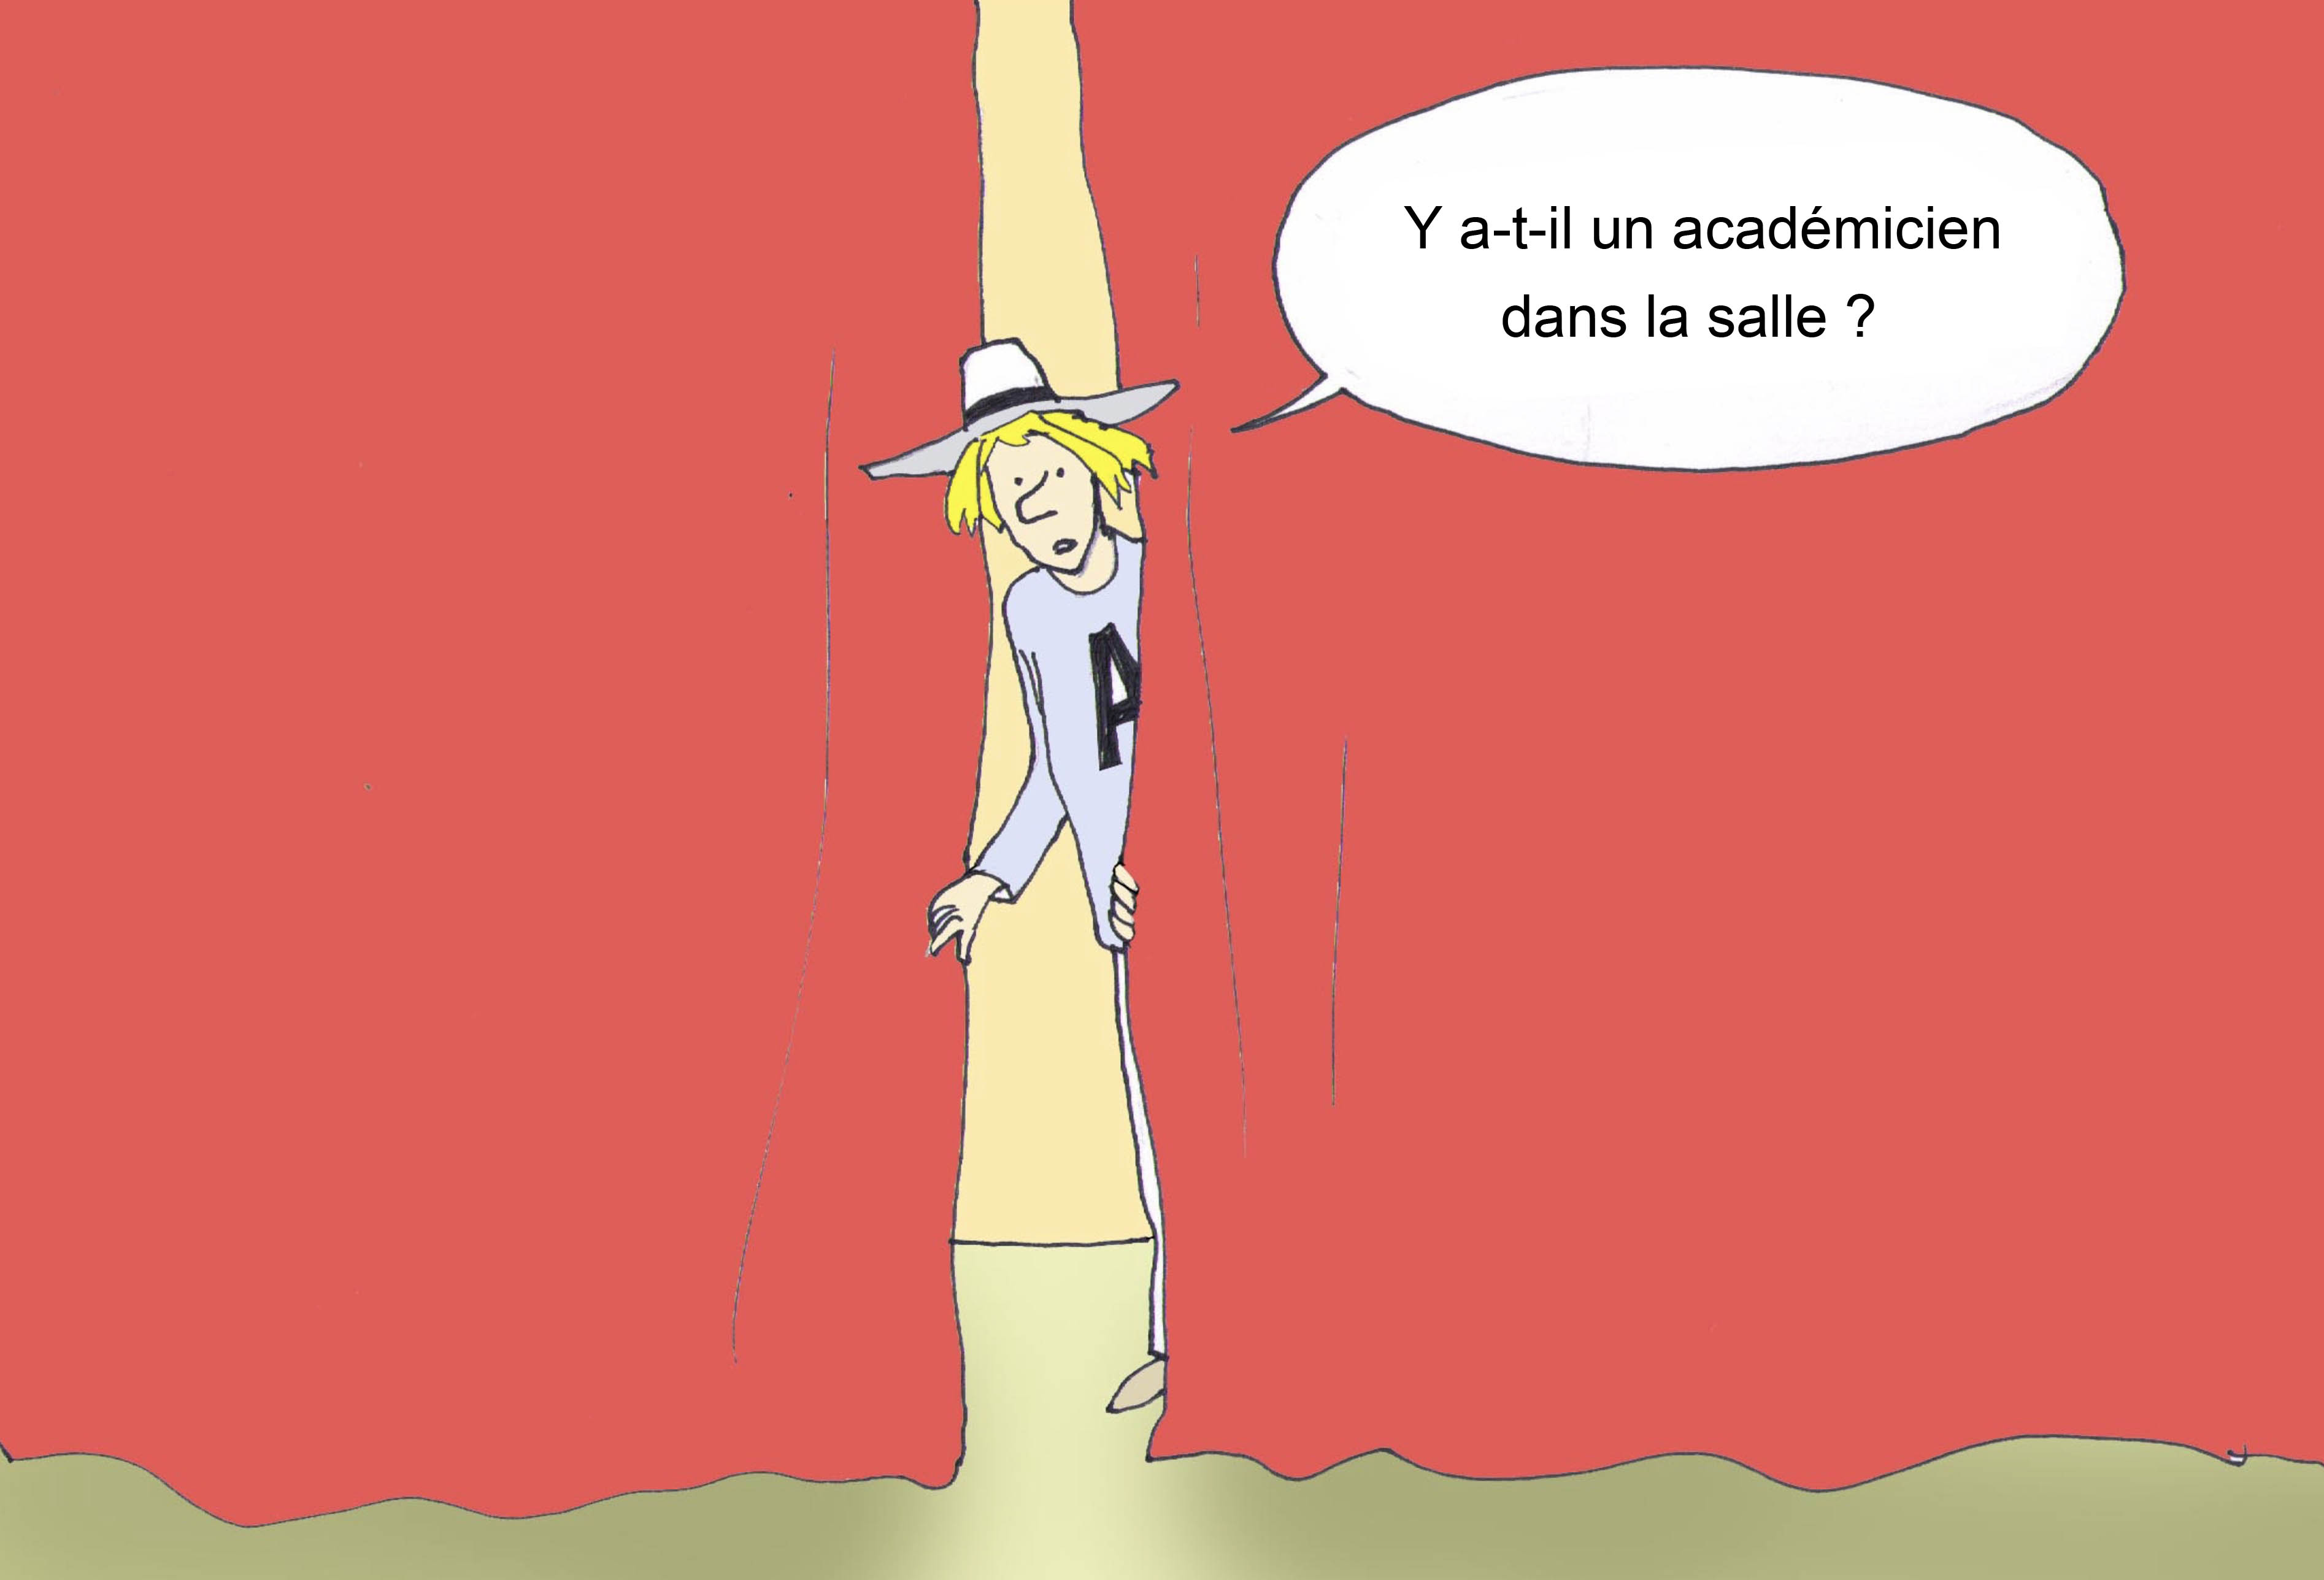 Y a-t-il un académicien
dans la salle ?
A